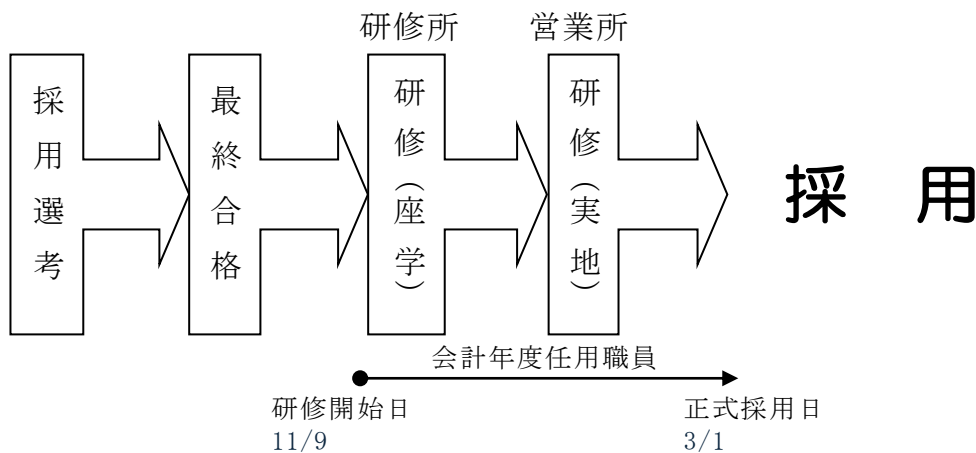 研修所
営業所
採用選考
最終合格
研修（座学）
研修（実地）
採　用
会計年度任用職員
研修開始日
11/9
正式採用日
3/1